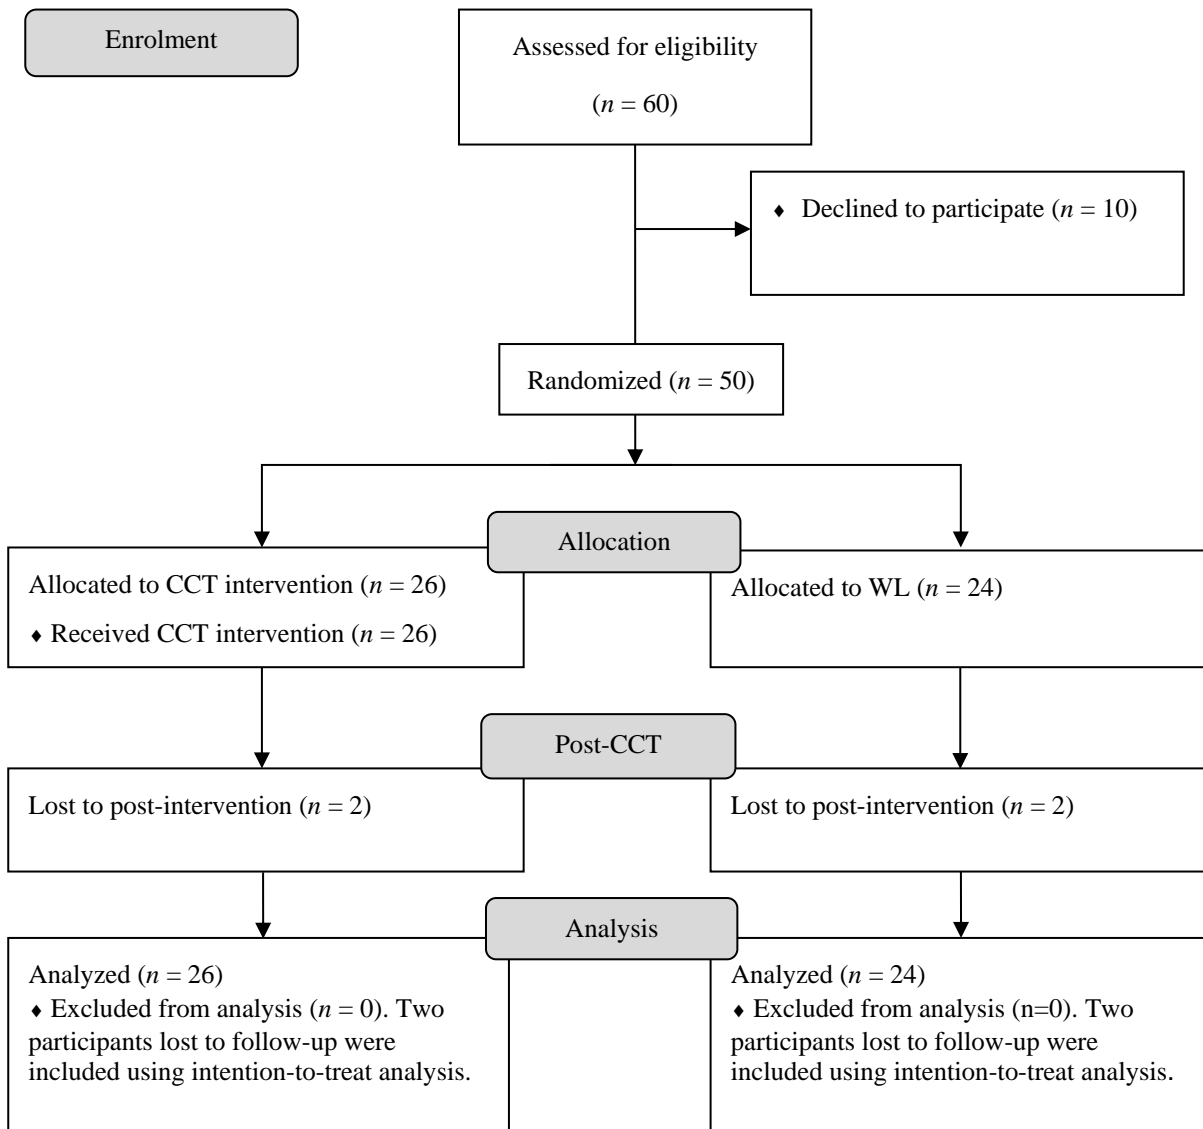 Enrolment
Assessed for eligibility
(n = 60)
♦ Declined to participate (n = 10)
Randomized (n = 50)
Allocation
Allocated to CCT intervention (n = 26)
♦ Received CCT intervention (n = 26)
Allocated to WL (n = 24)
Post-CCT
Lost to post-intervention (n = 2)
Lost to post-intervention (n = 2)
Analysis
Analyzed (n = 26)
♦ Excluded from analysis (n = 0). Two
participants lost to follow-up were
included using intention-to-treat analysis.
Analyzed (n = 24)
♦ Excluded from analysis (n=0). Two
participants lost to follow-up were
included using intention-to-treat analysis.